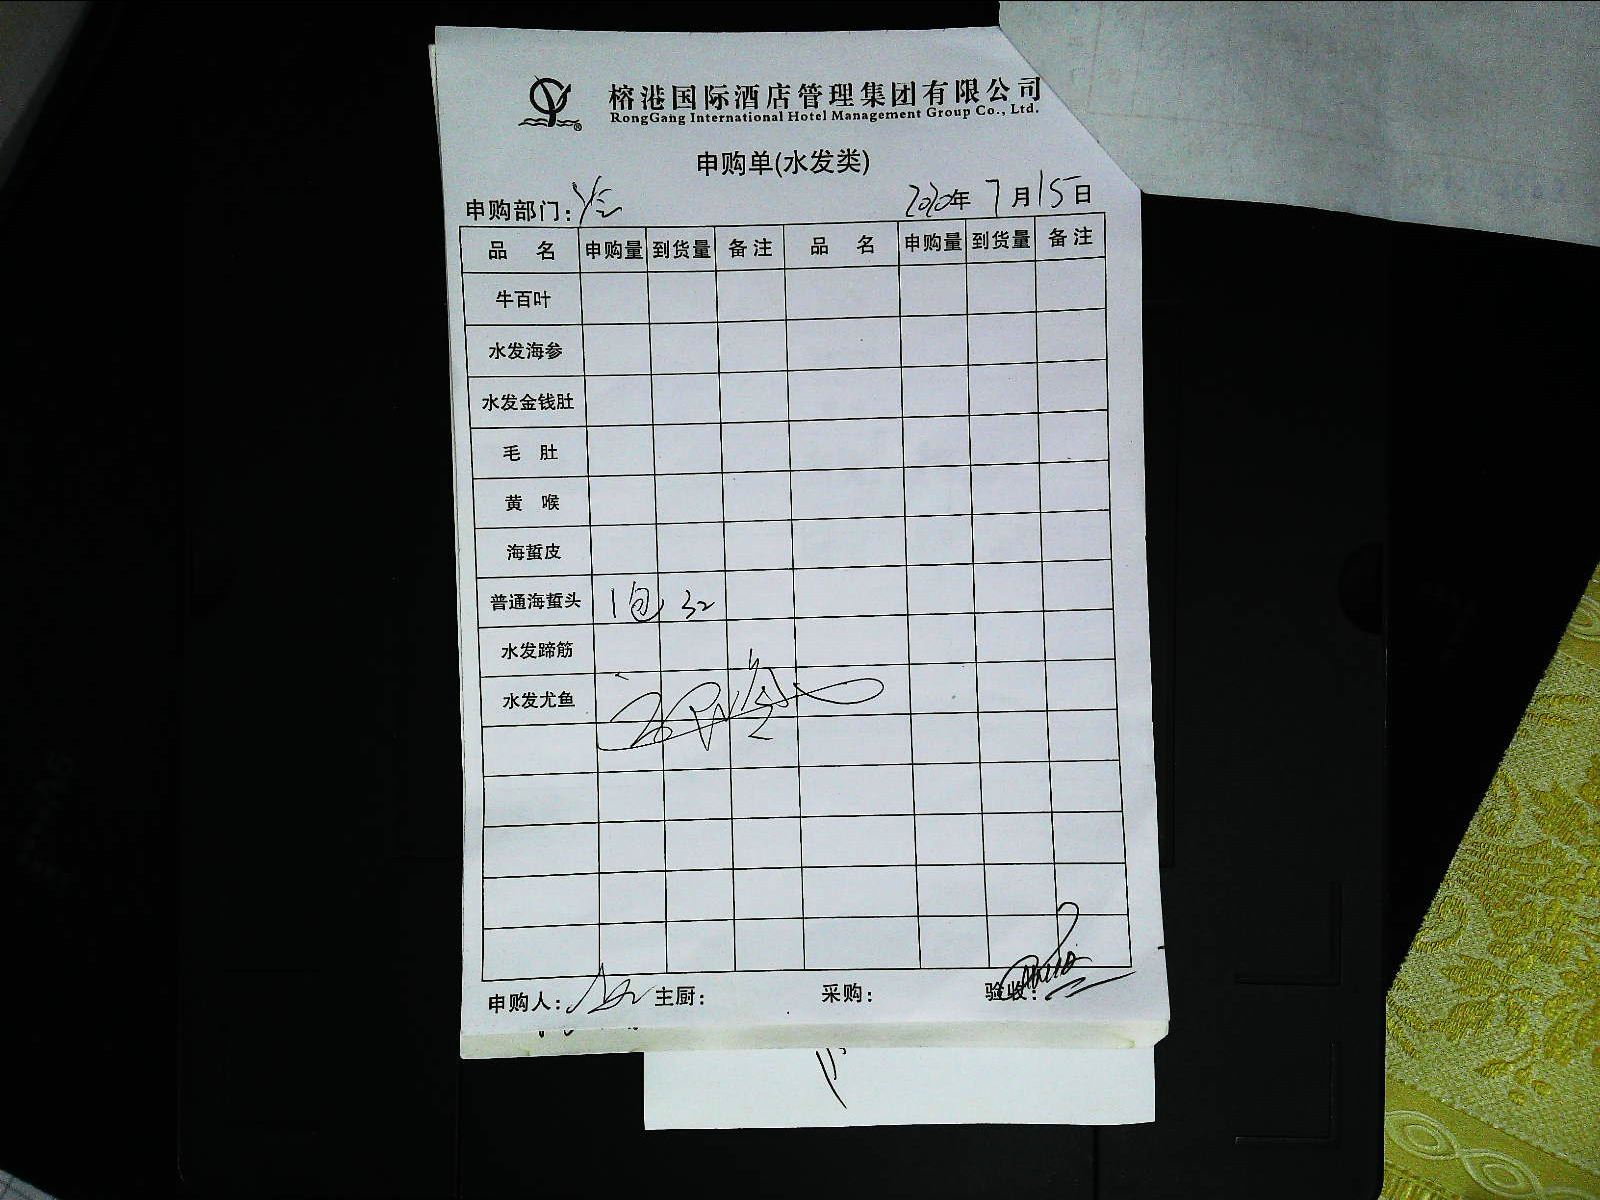 榕港国际酒店管理集团有限公司
RongGang International Hotel Management Group Co., Ltd.
申购单(水发类)
申购部门: 2020年 7月15日
品 名 申购量 到货量 备注 品 名 申购量 到货量 备注
牛百叶
水发海参
水发金钱肚
毛 肚
黄 喉
海蜇皮
普通海蜇头 1包 32
水发蹄筋
水发尤鱼
申购人: 主厨: 采购: 验收: